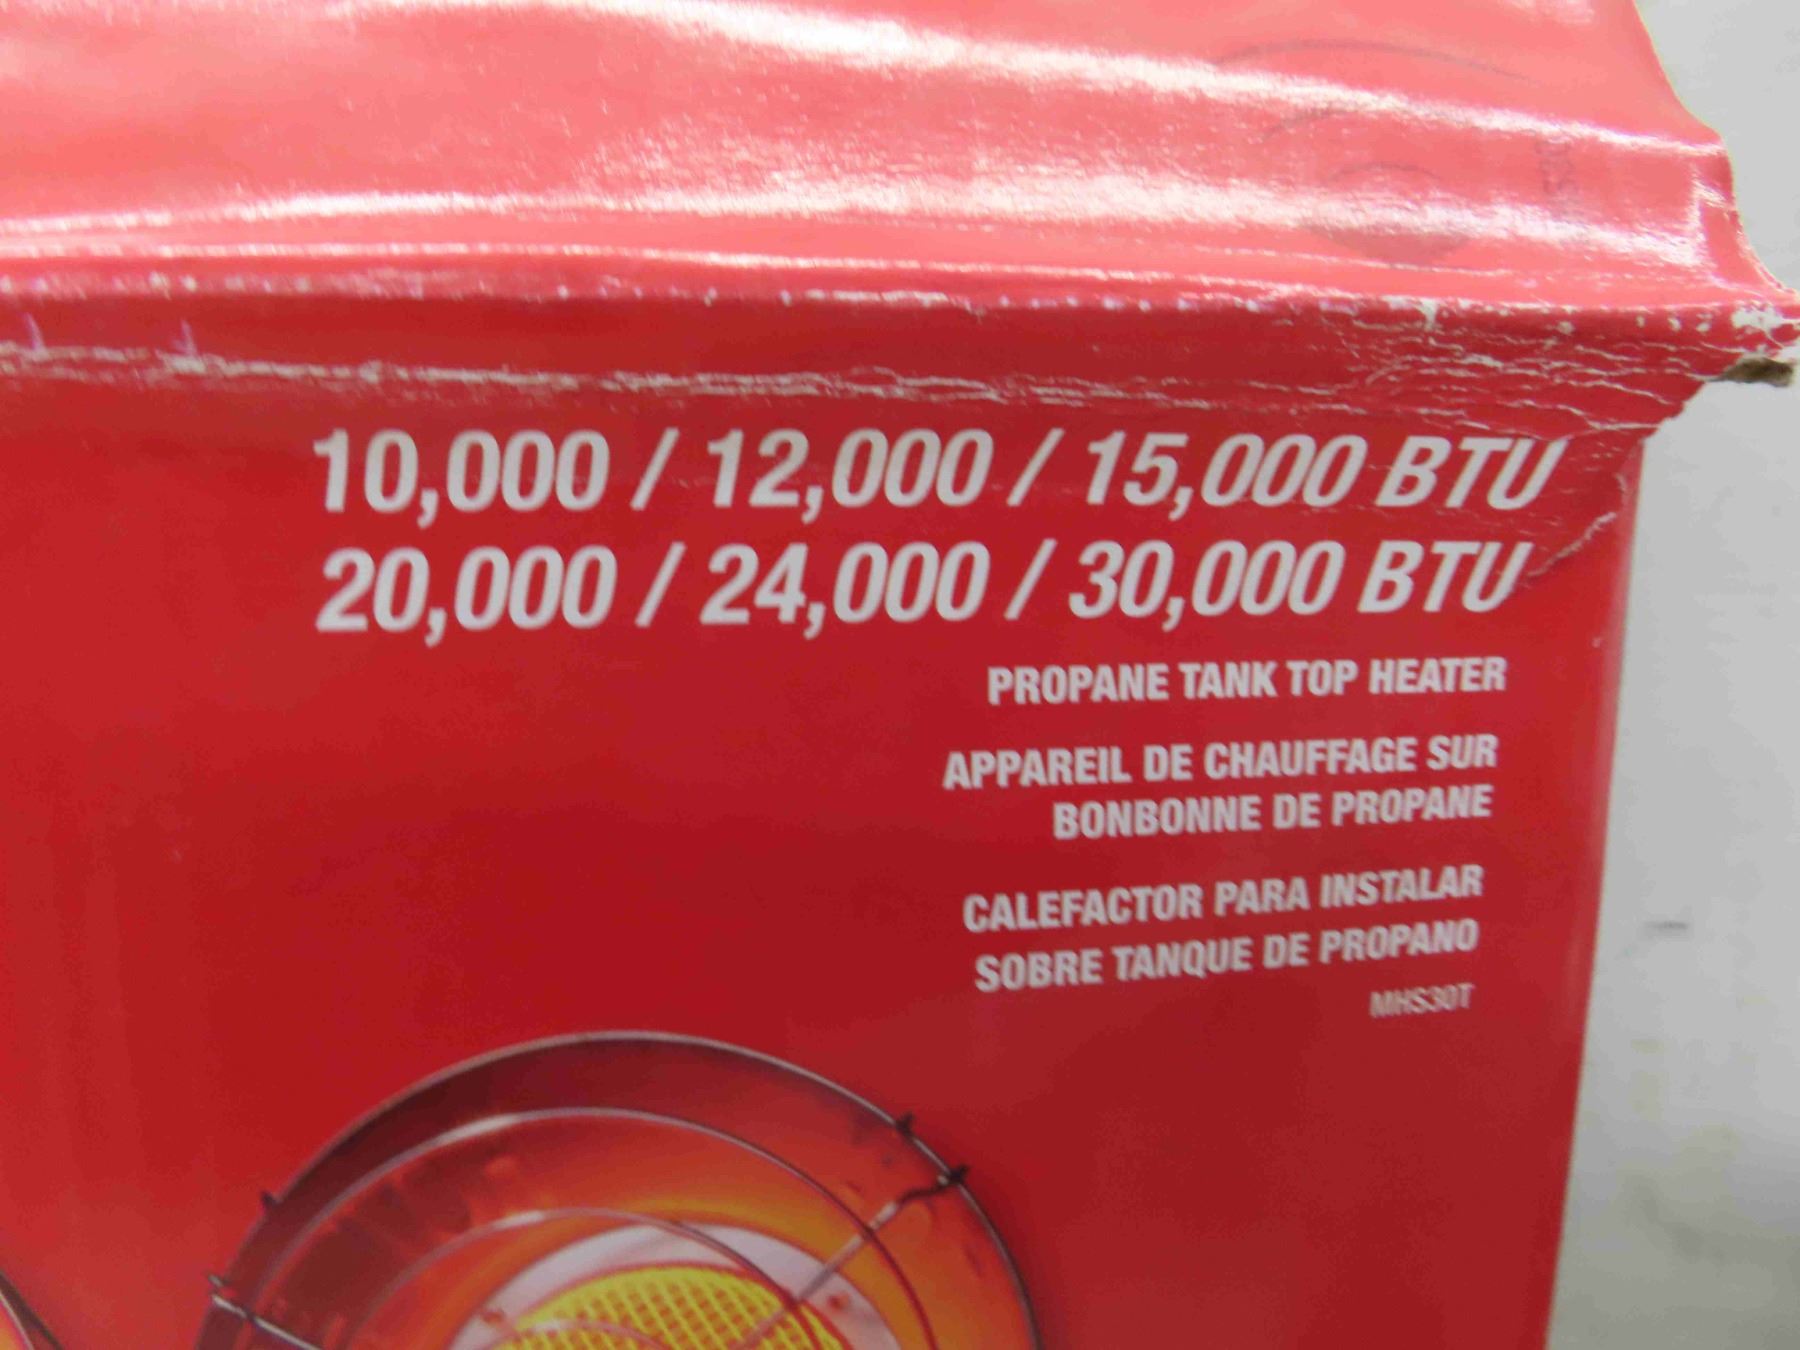 10,000 / 12,000 / 15,000 BTU
20,000 / 24,000 / 30,000 BTU
PROPANE TANK TOP HEATER
APPAREIL DE CHAUFFAGE SUR
BONBONNE DE PROPANE
CALEFACTOR PARA INSTALAR
SOBRE TANQUE DE PROPANO
MHS30T